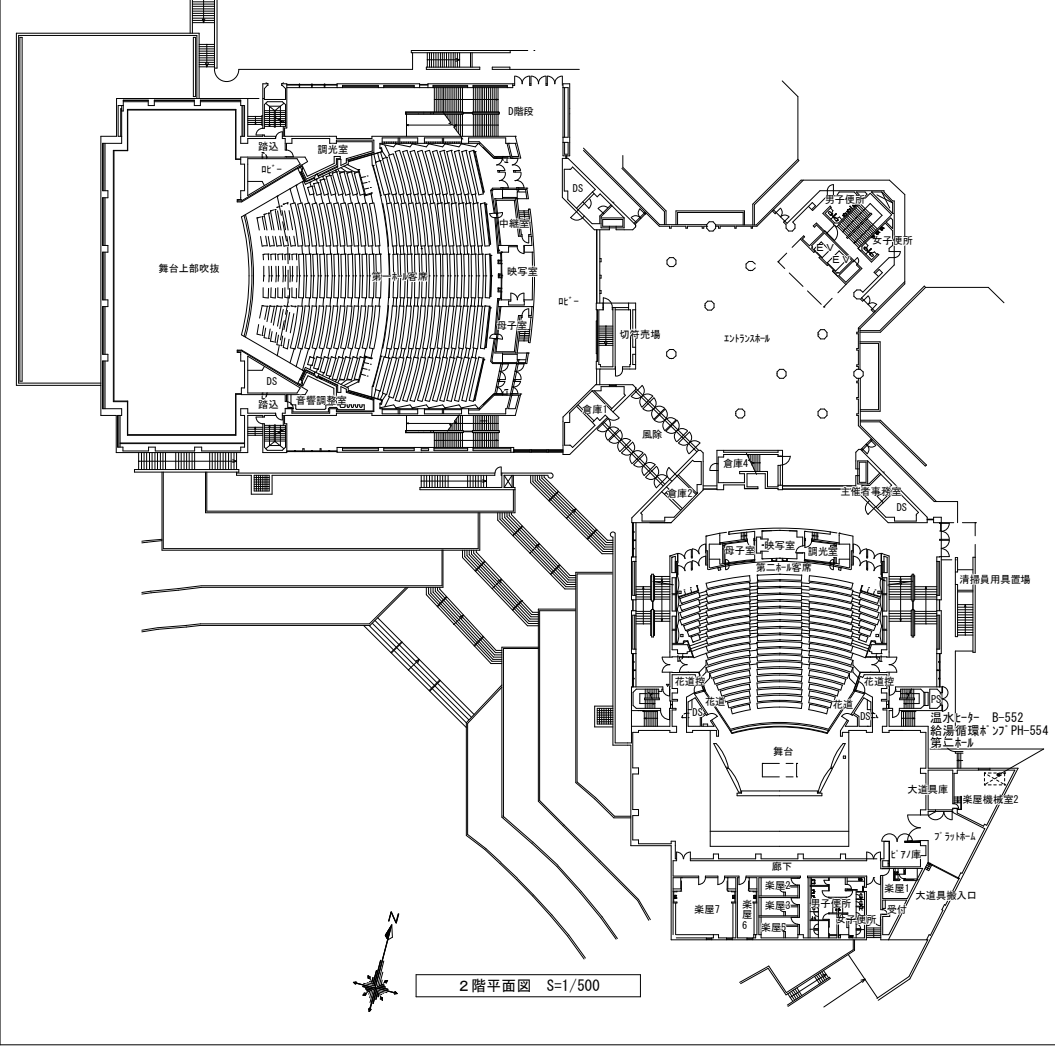 D階段
踏込
調光室
ﾛﾋﾞｰ
DS
男子便所
中継室
女子便所
EV
EV
舞台上部吹抜
第一ホール客席
映写室
ﾛﾋﾞｰ
母子室
切符売場
エントランスホール
DS
踏込
音響調整室
倉庫1
風除
倉庫4
倉庫2
主催者事務室
DS
母子室
映写室
調光室
第二ホール客席
清掃員用具置場
花道控
花道控
花道
花道
DS
DS
PS
温水ヒーター B-552
給湯循環ポンプ PH-554
第二ホール
舞台
大道具庫
楽屋機械室2
プラットホーム
ピアノ庫
廊下
楽屋1
大道具搬入口
楽屋2
楽屋3
楽屋5
楽屋6
楽屋7
男子便所
女子便所
受付
N
2階平面図 S=1/500